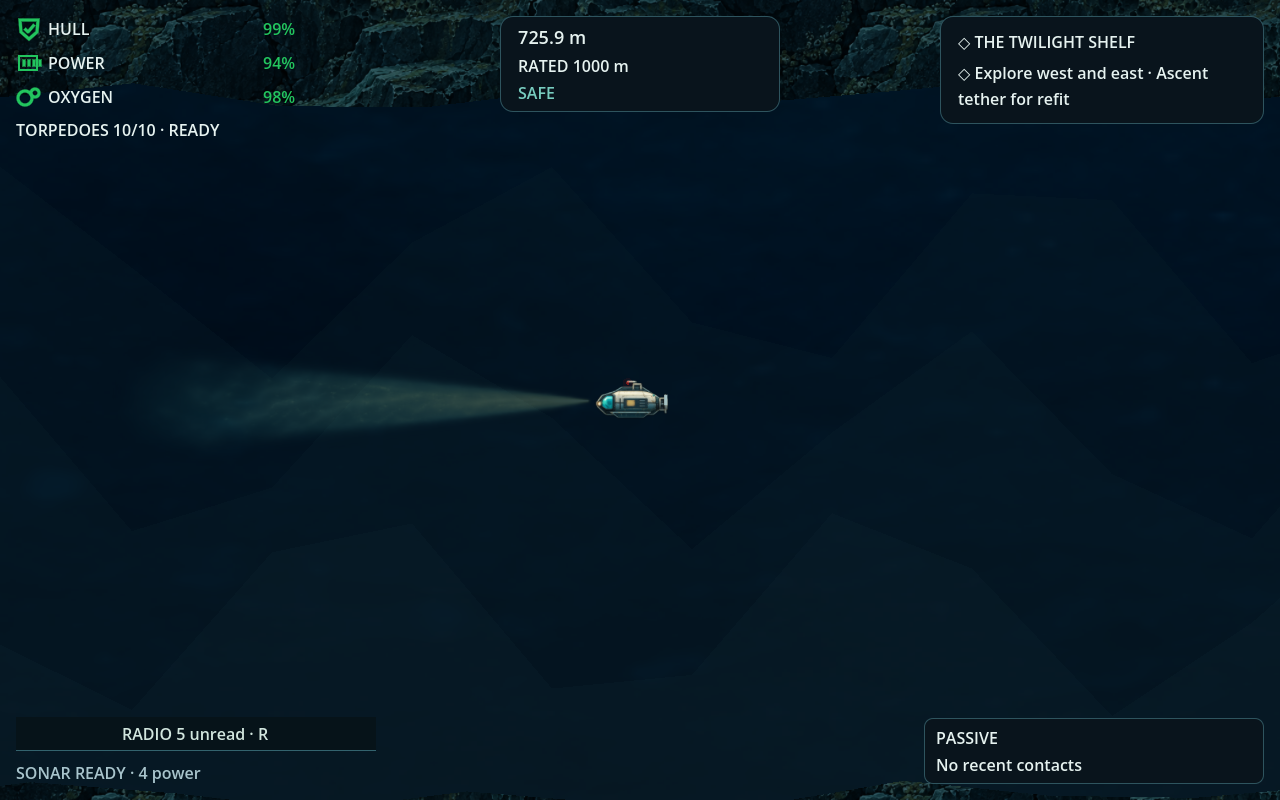 HULL 99%
POWER 94%
OXYGEN 98%
TORPEDOES 10/10 · READY
725.9 m
RATED 1000 m
SAFE
◇ THE TWILIGHT SHELF
◇ Explore west and east · Ascent
tether for refit
RADIO 5 unread · R
SONAR READY · 4 power
PASSIVE
No recent contacts